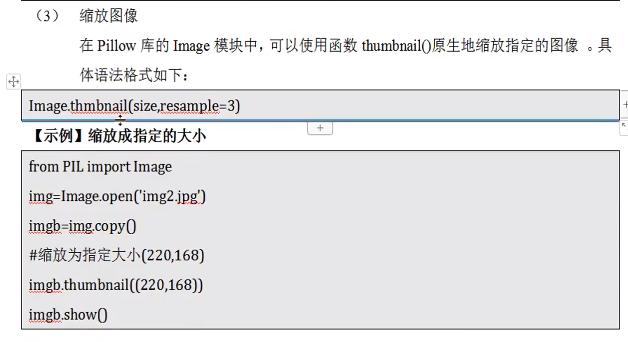 （3） 缩放图像
在 Pillow 库的 Image 模块中，可以使用函数 thumbnail()原生地缩放指定的图像 。具
体语法格式如下：
Image.thmbnail(size,resample=3)
【示例】缩放成指定的大小
from PIL import Image
img=Image.open('img2.jpg')
imgb=img.copy()
#缩放为指定大小(220,168)
imgb.thumbnail((220,168))
imgb.show()